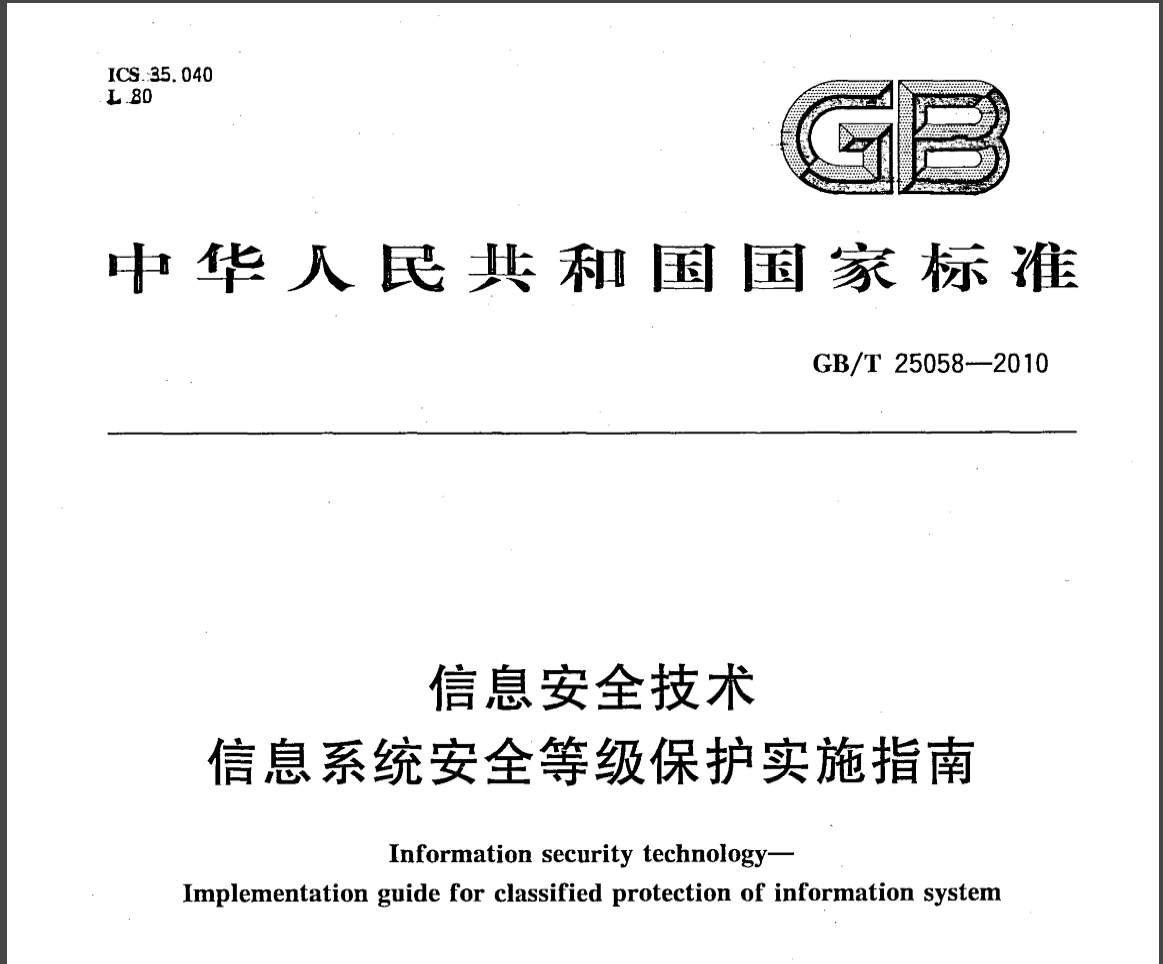 ICS 35.040
L 80
GB
中华人民共和国国家标准
GB/T 25058—2010
信息安全技术
信息系统安全等级保护实施指南
Information security technology—
Implementation guide for classified protection of information system